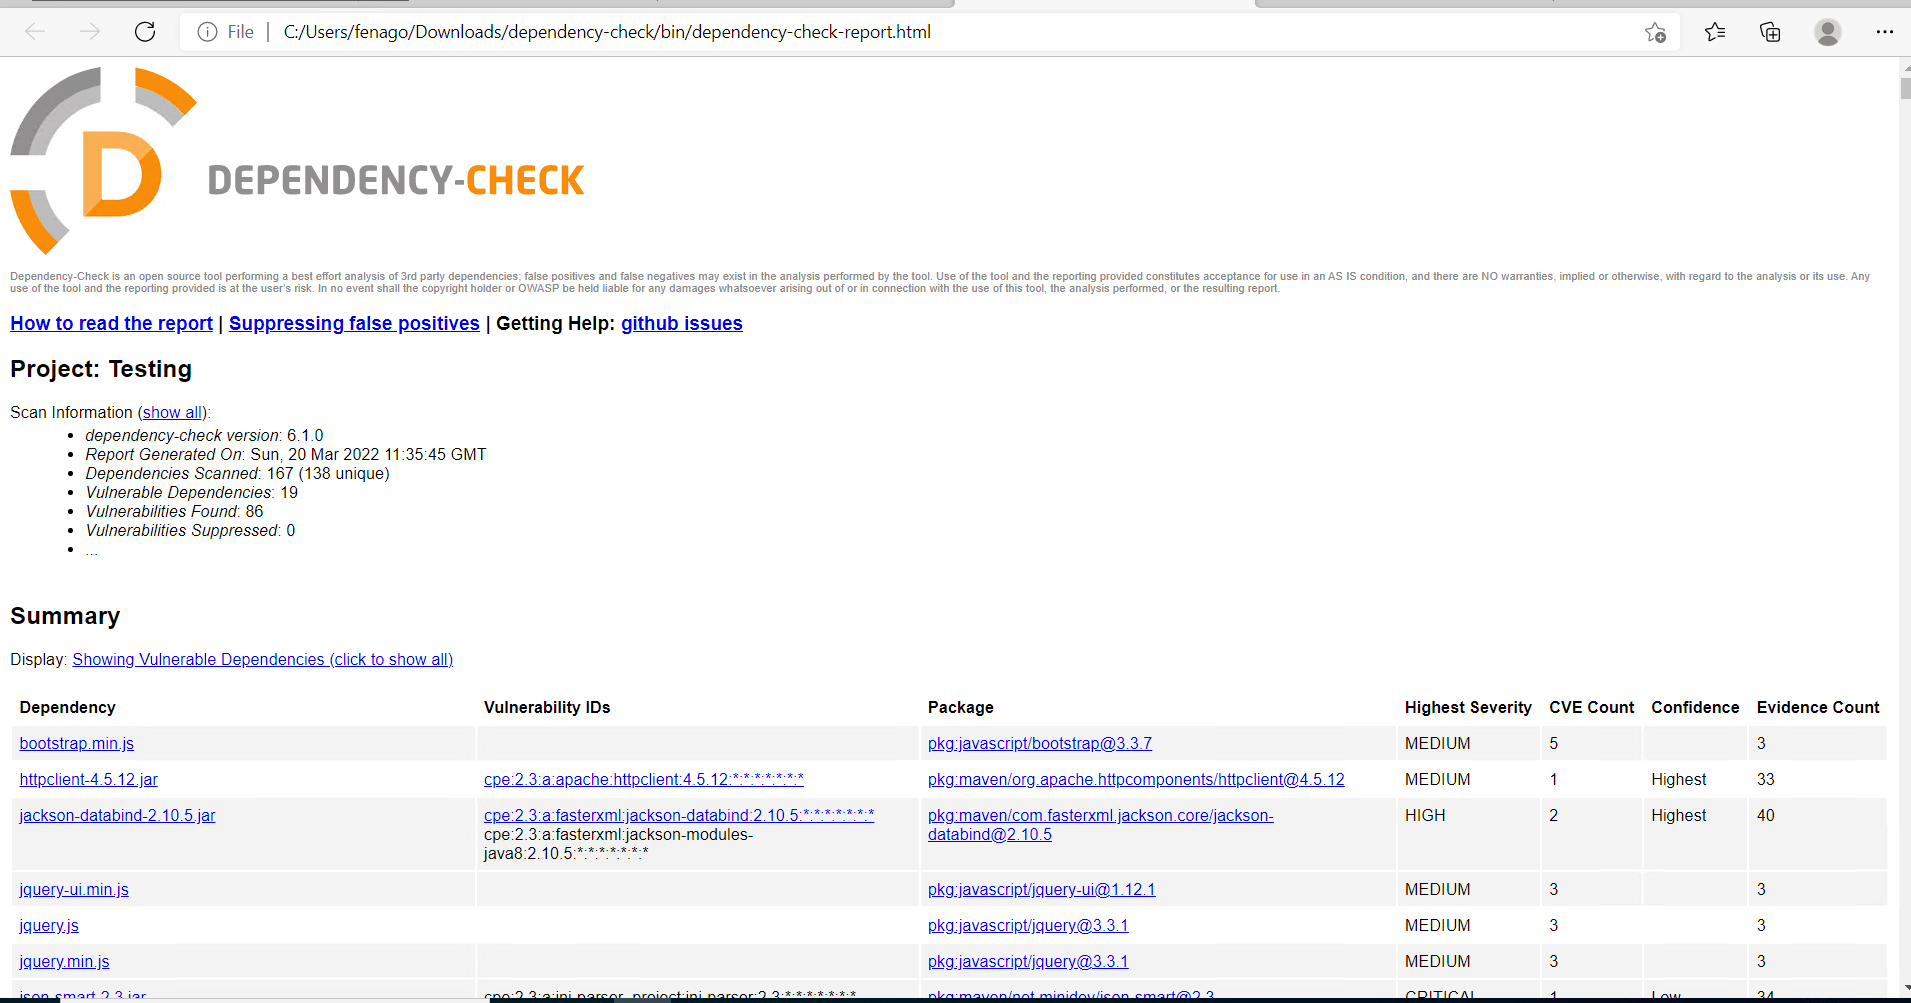 File | C:/Users/fenago/Downloads/dependency-check/bin/dependency-check-report.html
D
DEPENDENCY-CHECK
Dependency-Check is an open source tool performing a best effort analysis of 3rd party dependencies; false positives and false negatives may exist in the analysis performed by the tool. Use of the tool and the reporting provided constitutes acceptance for use in an AS IS condition, and there are NO warranties, implied or otherwise, with regard to the analysis or its use. Any
use of the tool and the reporting provided is at the user's risk. In no event shall the copyright holder or OWASP be held liable for any damages whatsoever arising out of or in connection with the use of this tool, the analysis performed, or the resulting report.
How to read the report | Suppressing false positives | Getting Help: github issues
Project: Testing
Scan Information (show all):
• dependency-check version: 6.1.0
• Report Generated On: Sun, 20 Mar 2022 11:35:45 GMT
• Dependencies Scanned: 167 (138 unique)
• Vulnerable Dependencies: 19
• Vulnerabilities Found: 86
• Vulnerabilities Suppressed: 0
• ...
Summary
Display: Showing Vulnerable Dependencies (click to show all)
Dependency Vulnerability IDs Package Highest Severity CVE Count Confidence Evidence Count
bootstrap.min.js pkg:javascript/bootstrap@3.3.7 MEDIUM 5 3
httpclient-4.5.12.jar cpe:2.3:a:apache:httpclient:4.5.12:*:*:*:*:*:*:* pkg:maven/org.apache.httpcomponents/httpclient@4.5.12 MEDIUM 1 Highest 33
jackson-databind-2.10.5.jar cpe:2.3:a:fasterxml:jackson-databind:2.10.5:*:*:*:*:*:*:* pkg:maven/com.fasterxml.jackson.core/jackson- HIGH 2 Highest 40
cpe:2.3:a:fasterxml:jackson-modules- databind@2.10.5
java8:2.10.5:*:*:*:*:*:*:*
jquery-ui.min.js pkg:javascript/jquery-ui@1.12.1 MEDIUM 3 3
jquery.js pkg:javascript/jquery@3.3.1 MEDIUM 3 3
jquery.min.js pkg:javascript/jquery@3.3.1 MEDIUM 3 3
json-smart-2.3.jar cpe:2.3:a:ini-parser_project:ini-parser:2.3:*:*:*:*:*:*:* pkg:maven/net.minidev/json-smart@2.3 CRITICAL 1 Low 34